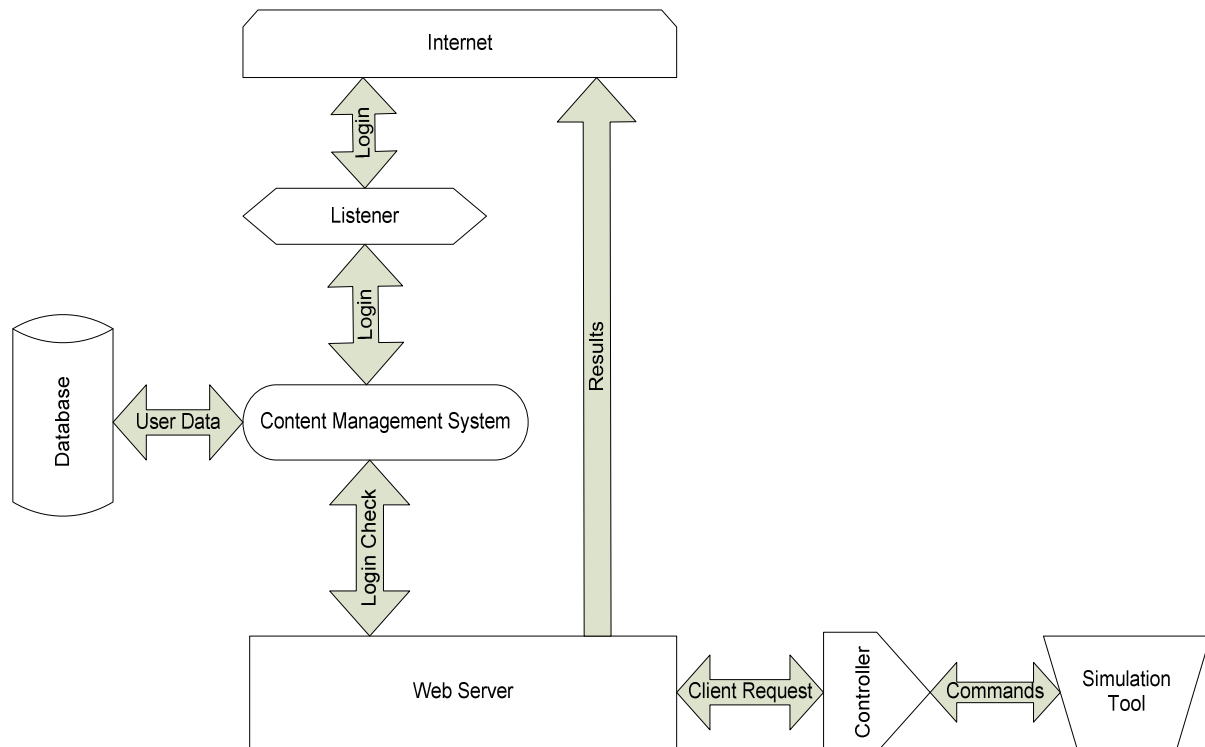 Internet
Login
Listener
Login
Results
Database
User Data
Content Management System
Login Check
Web Server
Client Request
Controller
Commands
Simulation
Tool